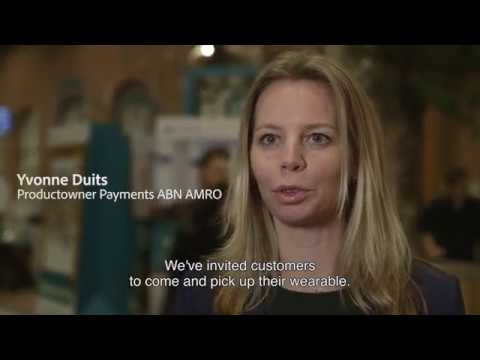 Yvonne Duits
Productowner Payments ABN AMRO
We've invited customers
to come and pick up their wearable.